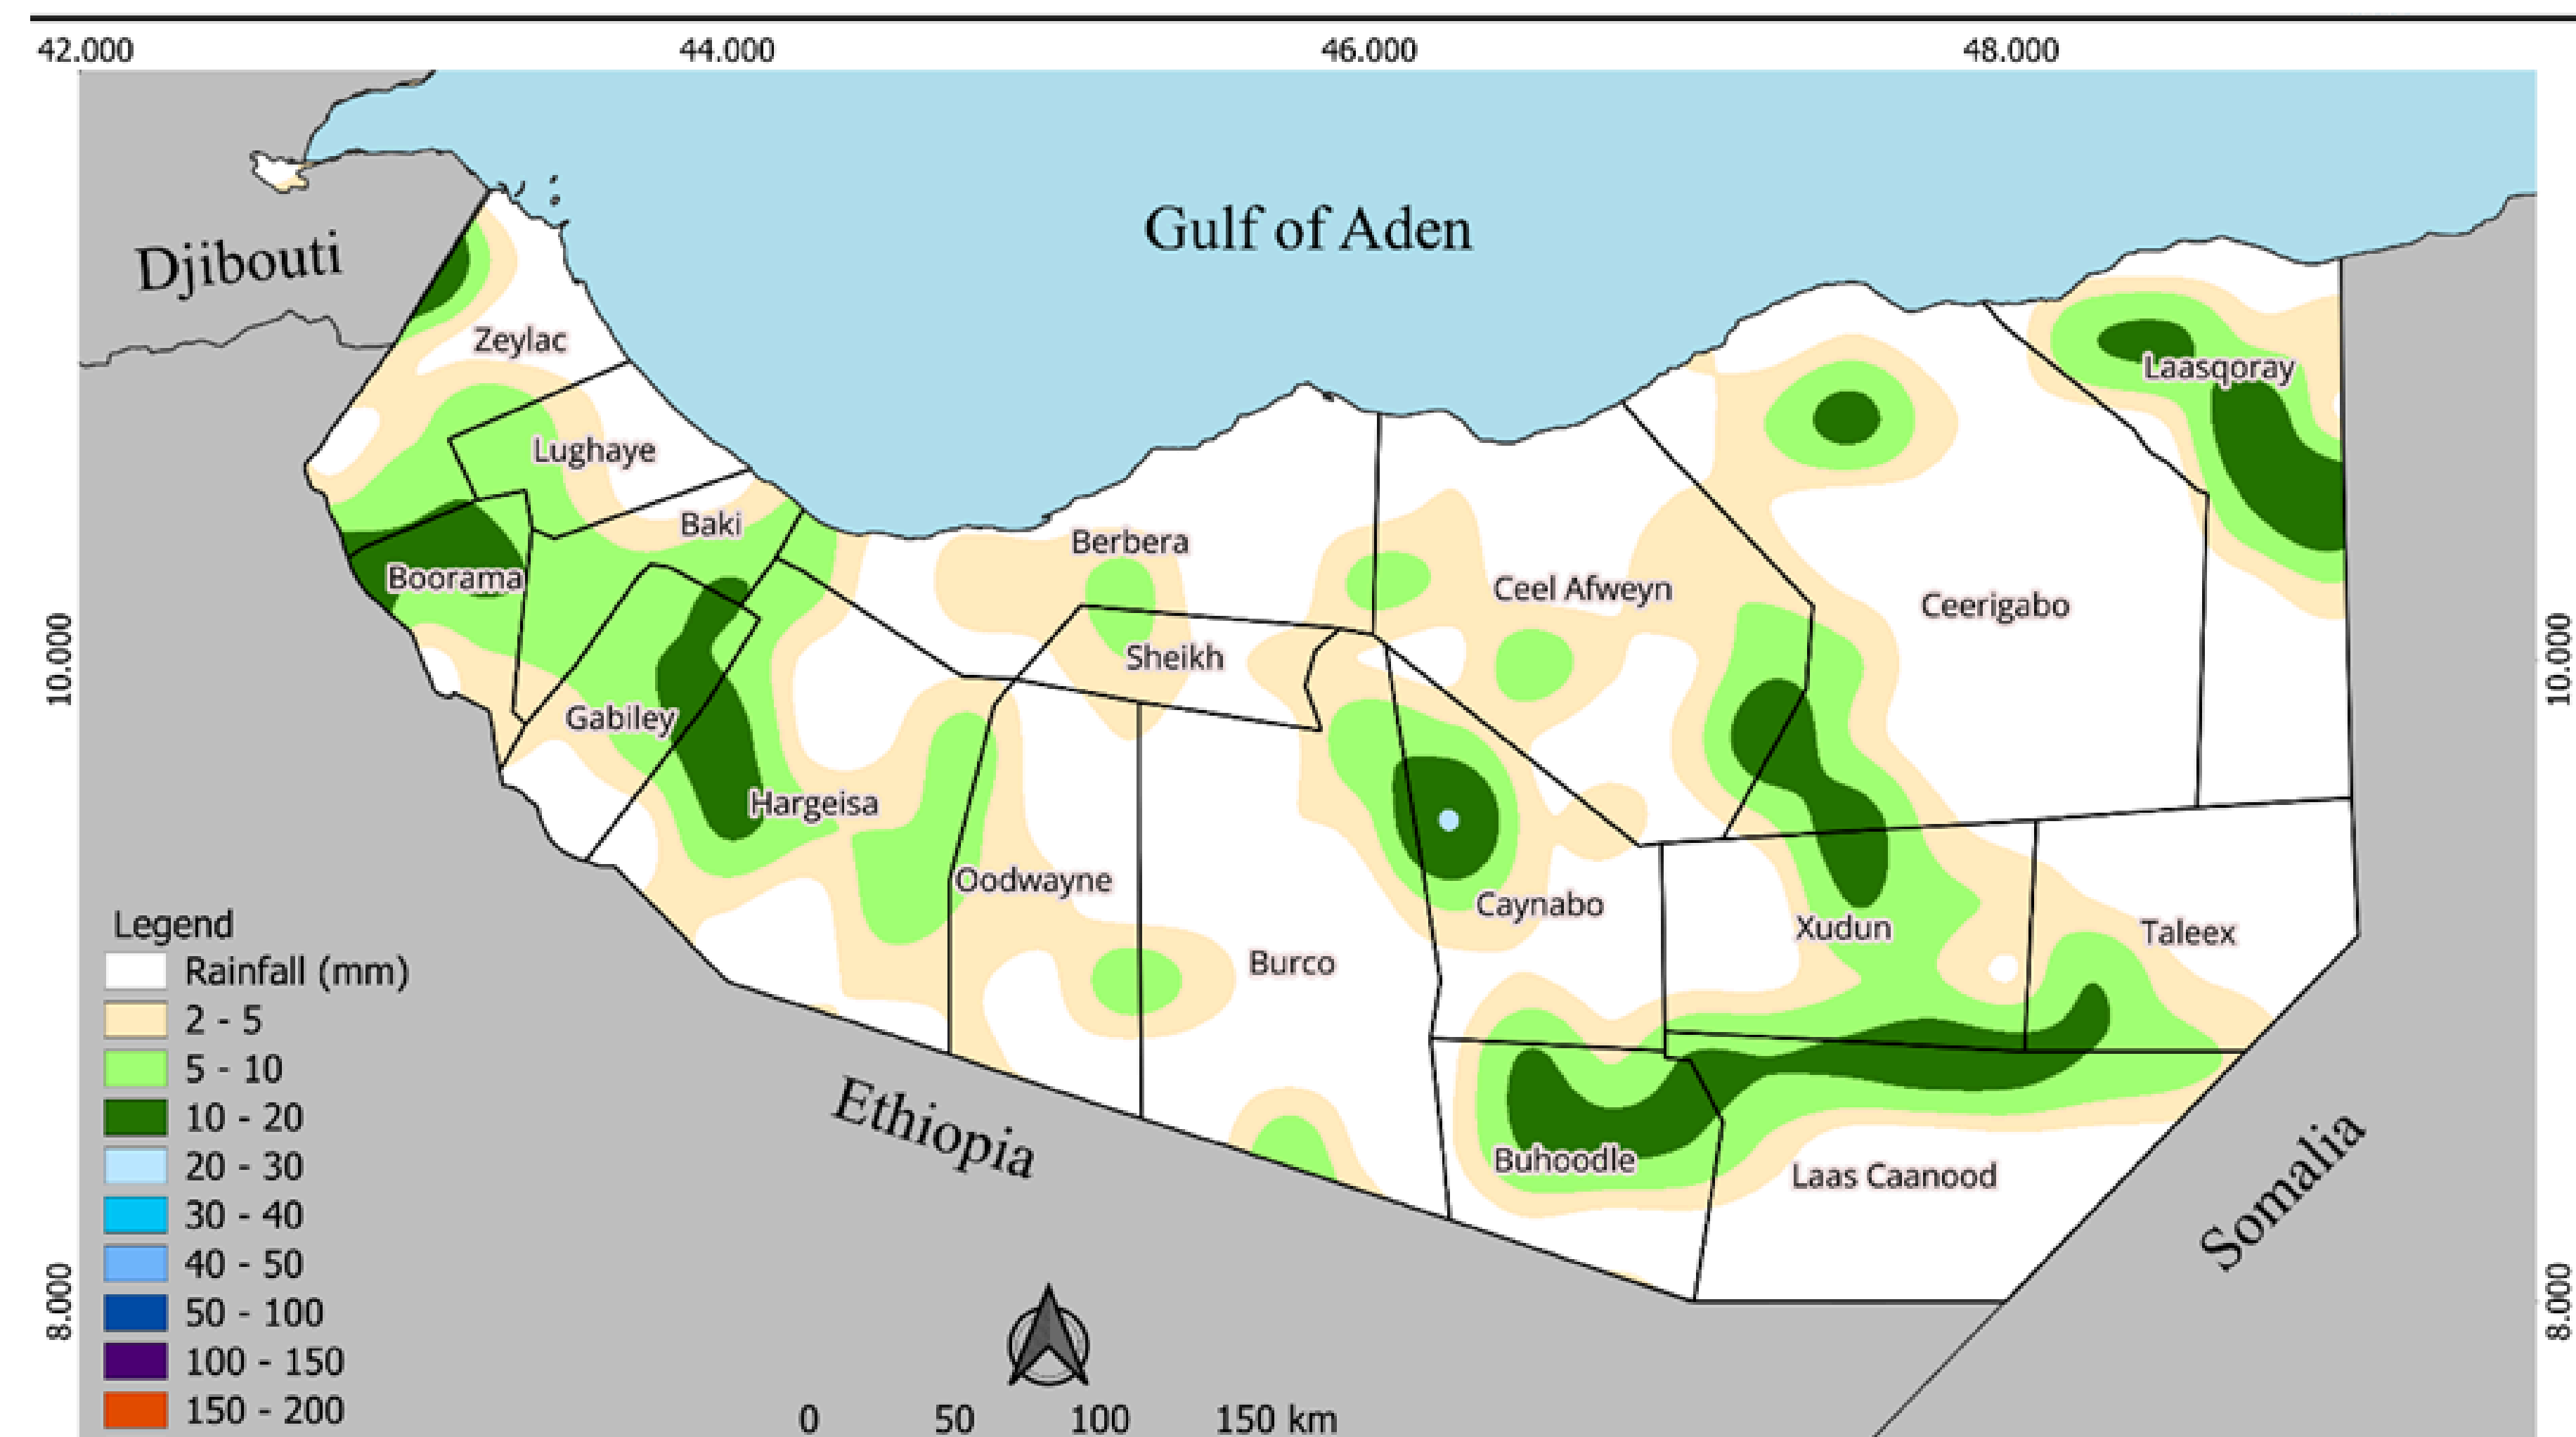 42.000 44.000 46.000 48.000
Gulf of Aden
Djibouti
Zeylac
Laasqoray
Lughaye
Baki
Berbera
Boorama
Ceel Afweyn
Ceerigabo
10.000
10.000
Sheikh
Gabiley
Hargeisa
Oodwayne
Caynabo
Xudun
Taleex
Burco
Ethiopia
Buhoodle
Laas Caanood
Somalia
Legend
Rainfall (mm)
2 - 5
5 - 10
10 - 20
20 - 30
30 - 40
40 - 50
50 - 100
100 - 150
150 - 200
8.000
8.000
0 50 100 150 km